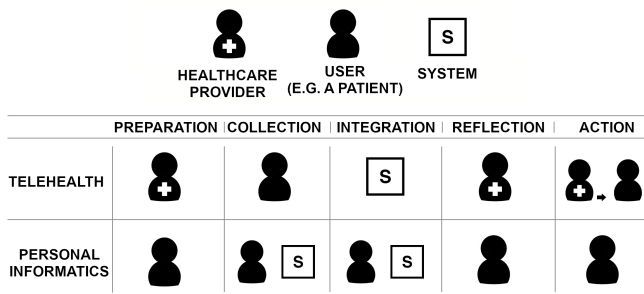 S
HEALTHCARE
PROVIDER
USER
(E.G. A PATIENT)
SYSTEM
PREPARATION | COLLECTION | INTEGRATION | REFLECTION | ACTION
TELEHEALTH
S
PERSONAL
INFORMATICS
S
S